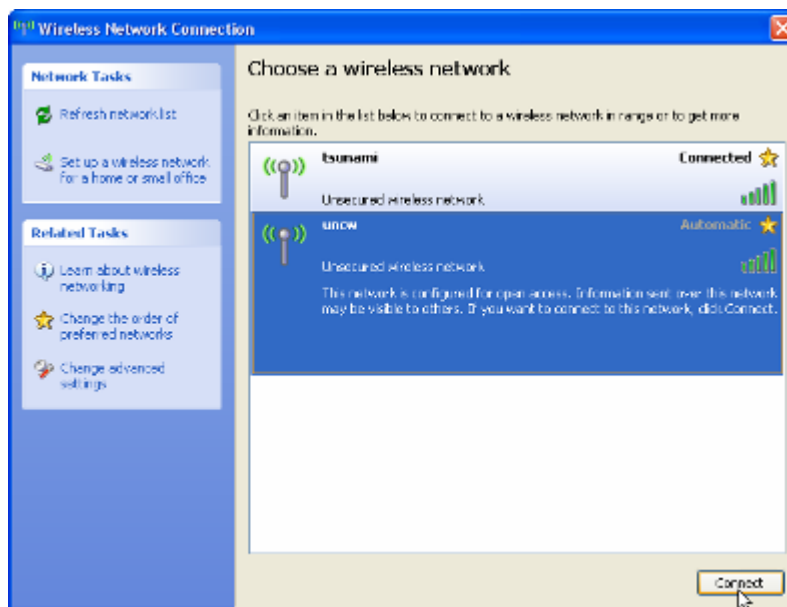 Wireless Network Connection
Network Tasks
Refresh network list
Set up a wireless network
for a home or small office
Related Tasks
Learn about wireless
networking
Change the order of
preferred networks
Change advanced
settings
Choose a wireless network
Click an item in the list below to connect to a wireless network in range or to get more
information.
tsunami Connected
Unsecured wireless network
uncw Automatic
Unsecured wireless network
This network is configured for open access. Information sent over this network
may be visible to others. If you want to connect to this network, click Connect.
Connect